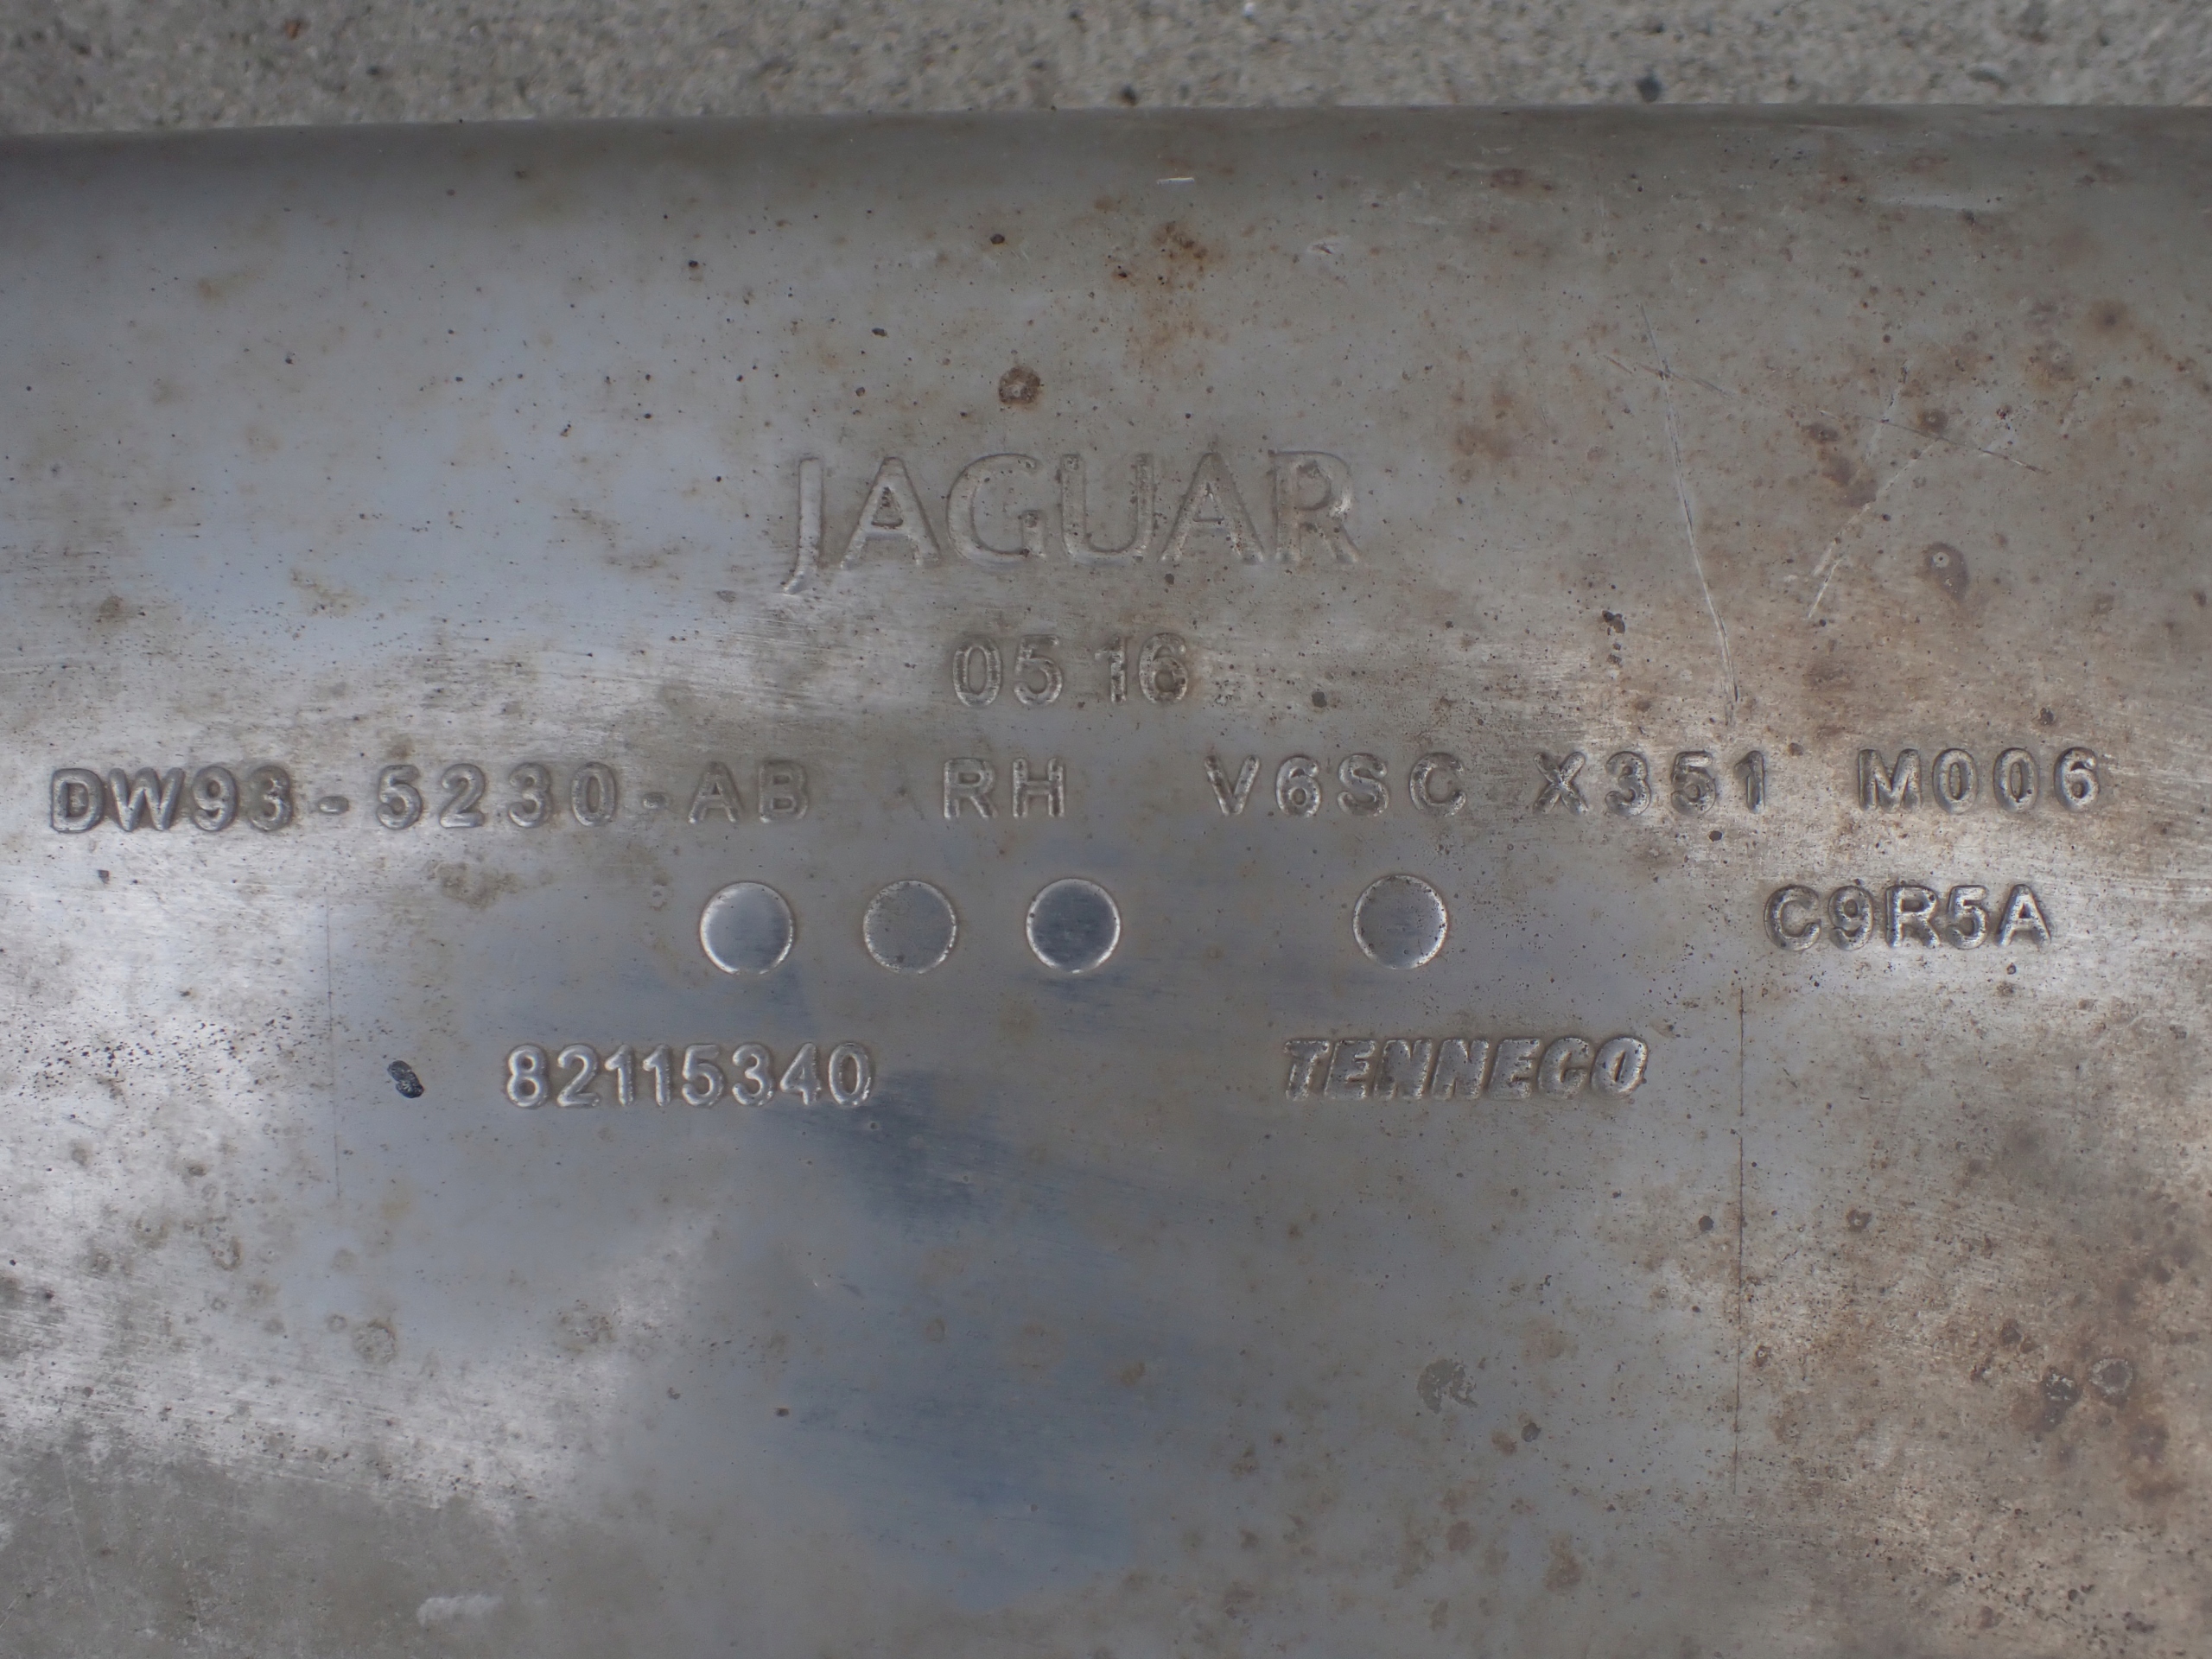 JAGUAR
05 16
DW93-5230-AB RH V6SC X351 M006
C9R5A
82115340 TENNECO